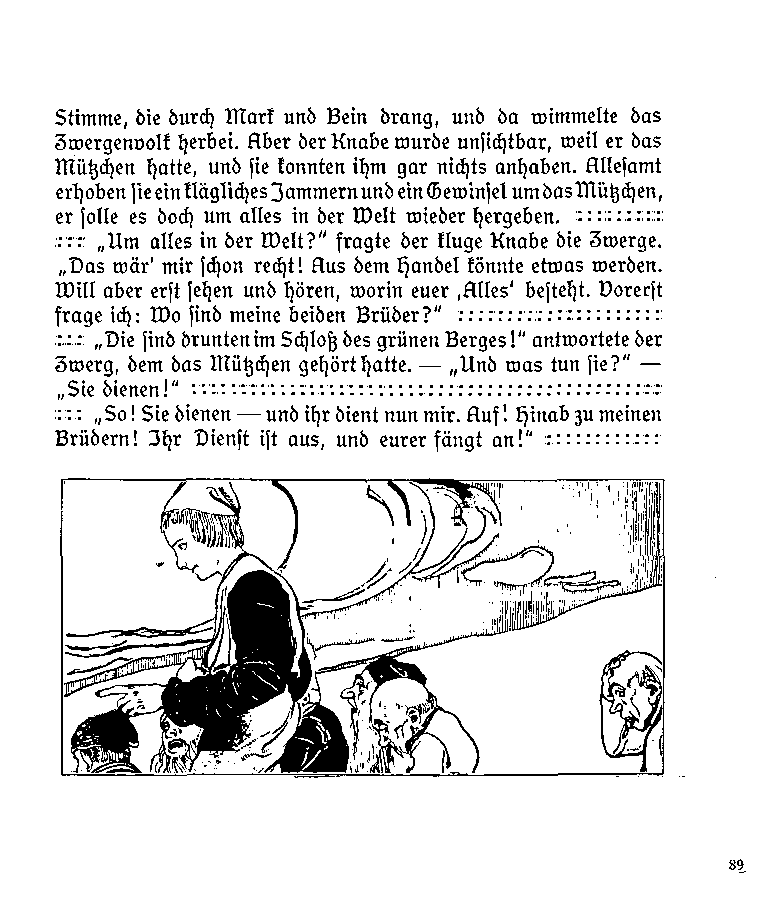 Stimme, die durch Mark und Bein drang, und da wimmelte das
Zwergenvolk herbei. Aber der Knabe wurde unsichtbar, weil er das
Mützchen hatte, und sie konnten ihm gar nichts anhaben. Allesamt
erhoben sie ein klägliches Jammern und ein Gewinsel um das Mützchen,
er solle es doch um alles in der Welt wieder hergeben. ::::::::::
::: „Um alles in der Welt?“ fragte der kluge Knabe die Zwerge.
„Das wär' mir schon recht! Aus dem Handel könnte etwas werden.
Will aber erst sehen und hören, worin euer ‚Alles‘ besteht. Vorerst
frage ich: Wo sind meine beiden Brüder?“ ::::::::::::::::::::::
::: „Die sind drunten im Schloß des grünen Berges!“ antwortete der
Zwerg, dem das Mützchen gehört hatte. — „Und was tun sie?“ —
„Sie dienen!“ ::::::::::::::::::::::::::::::::::::::::::::::::::
::: „So! Sie dienen — und ihr dient nun mir. Auf! Hinab zu meinen
Brüdern! Ihr Dienst ist aus, und eurer fängt an!“ ::::::::::::
89